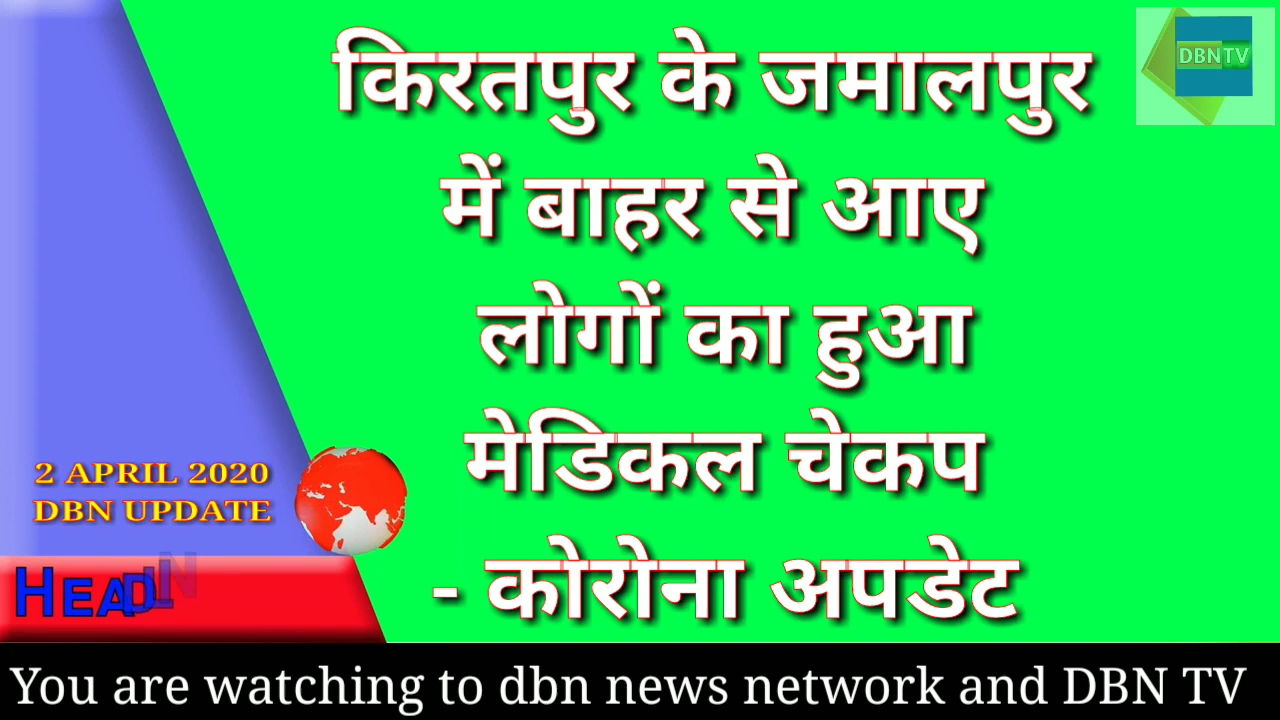 किरतपुर के जमालपुर
में बाहर से आए
लोगों का हुआ
मेडिकल चेकप
- कोरोना अपडेट
DBNTV
2 APRIL 2020
DBN UPDATE
HEADLIN
You are watching to dbn news network and DBN TV